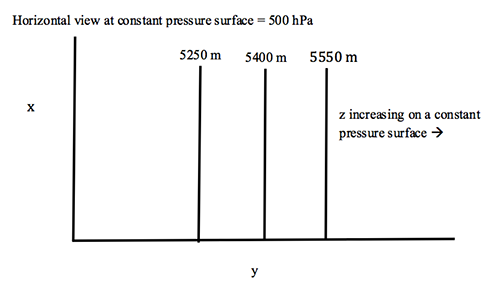 Horizontal view at constant pressure surface = 500 hPa
5250 m 5400 m 5550 m
x
z increasing on a constant
pressure surface →
y